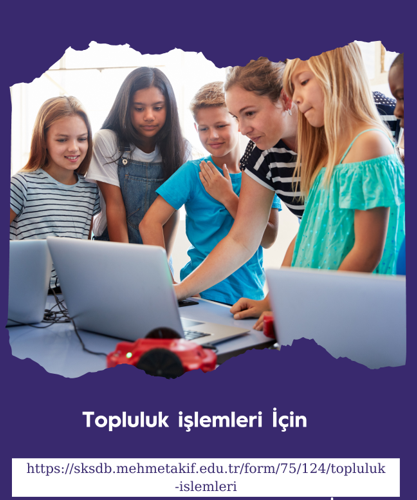 Topluluk işlemleri İçin
https://sksdb.mehmetakif.edu.tr/form/75/124/topluluk
-islemleri